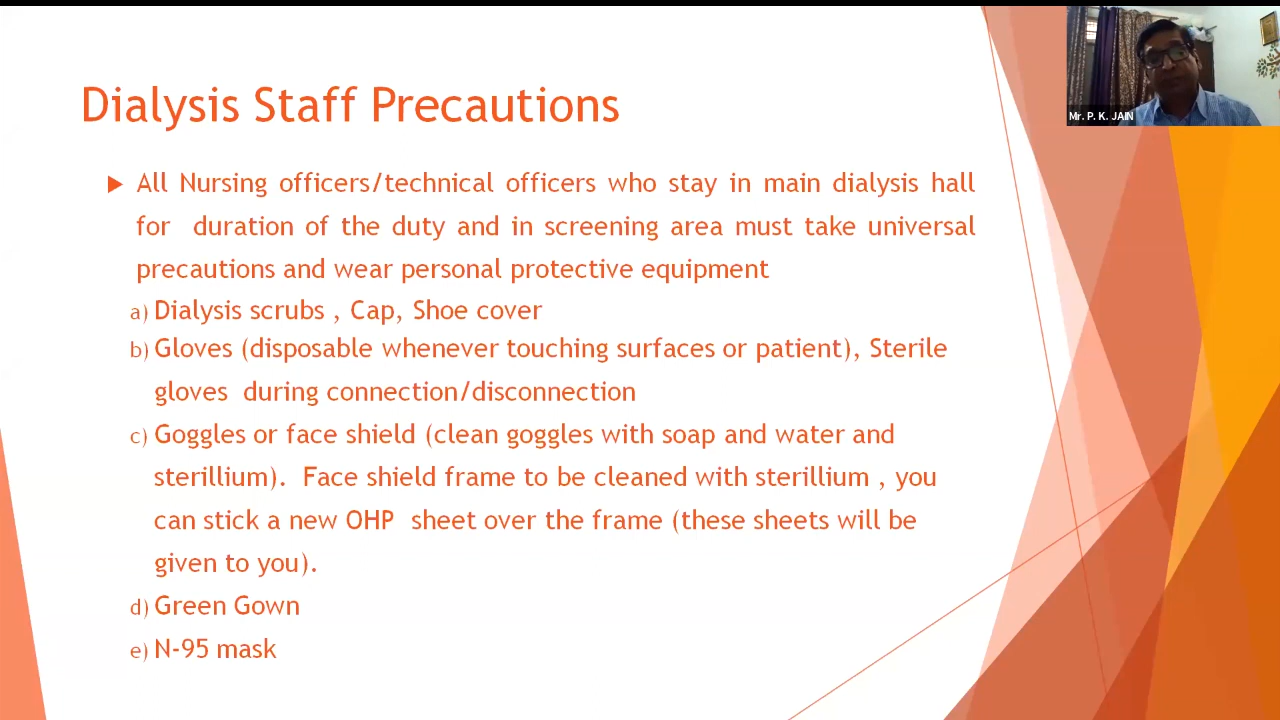 Dialysis Staff Precautions
Mr. P. K. JAIN
All Nursing officers/technical officers who stay in main dialysis hall
for duration of the duty and in screening area must take universal
precautions and wear personal protective equipment
a) Dialysis scrubs , Cap, Shoe cover
b) Gloves (disposable whenever touching surfaces or patient), Sterile
gloves during connection/disconnection
c) Goggles or face shield (clean goggles with soap and water and
sterillium). Face shield frame to be cleaned with sterillium , you
can stick a new OHP sheet over the frame (these sheets will be
given to you).
d) Green Gown
e) N-95 mask